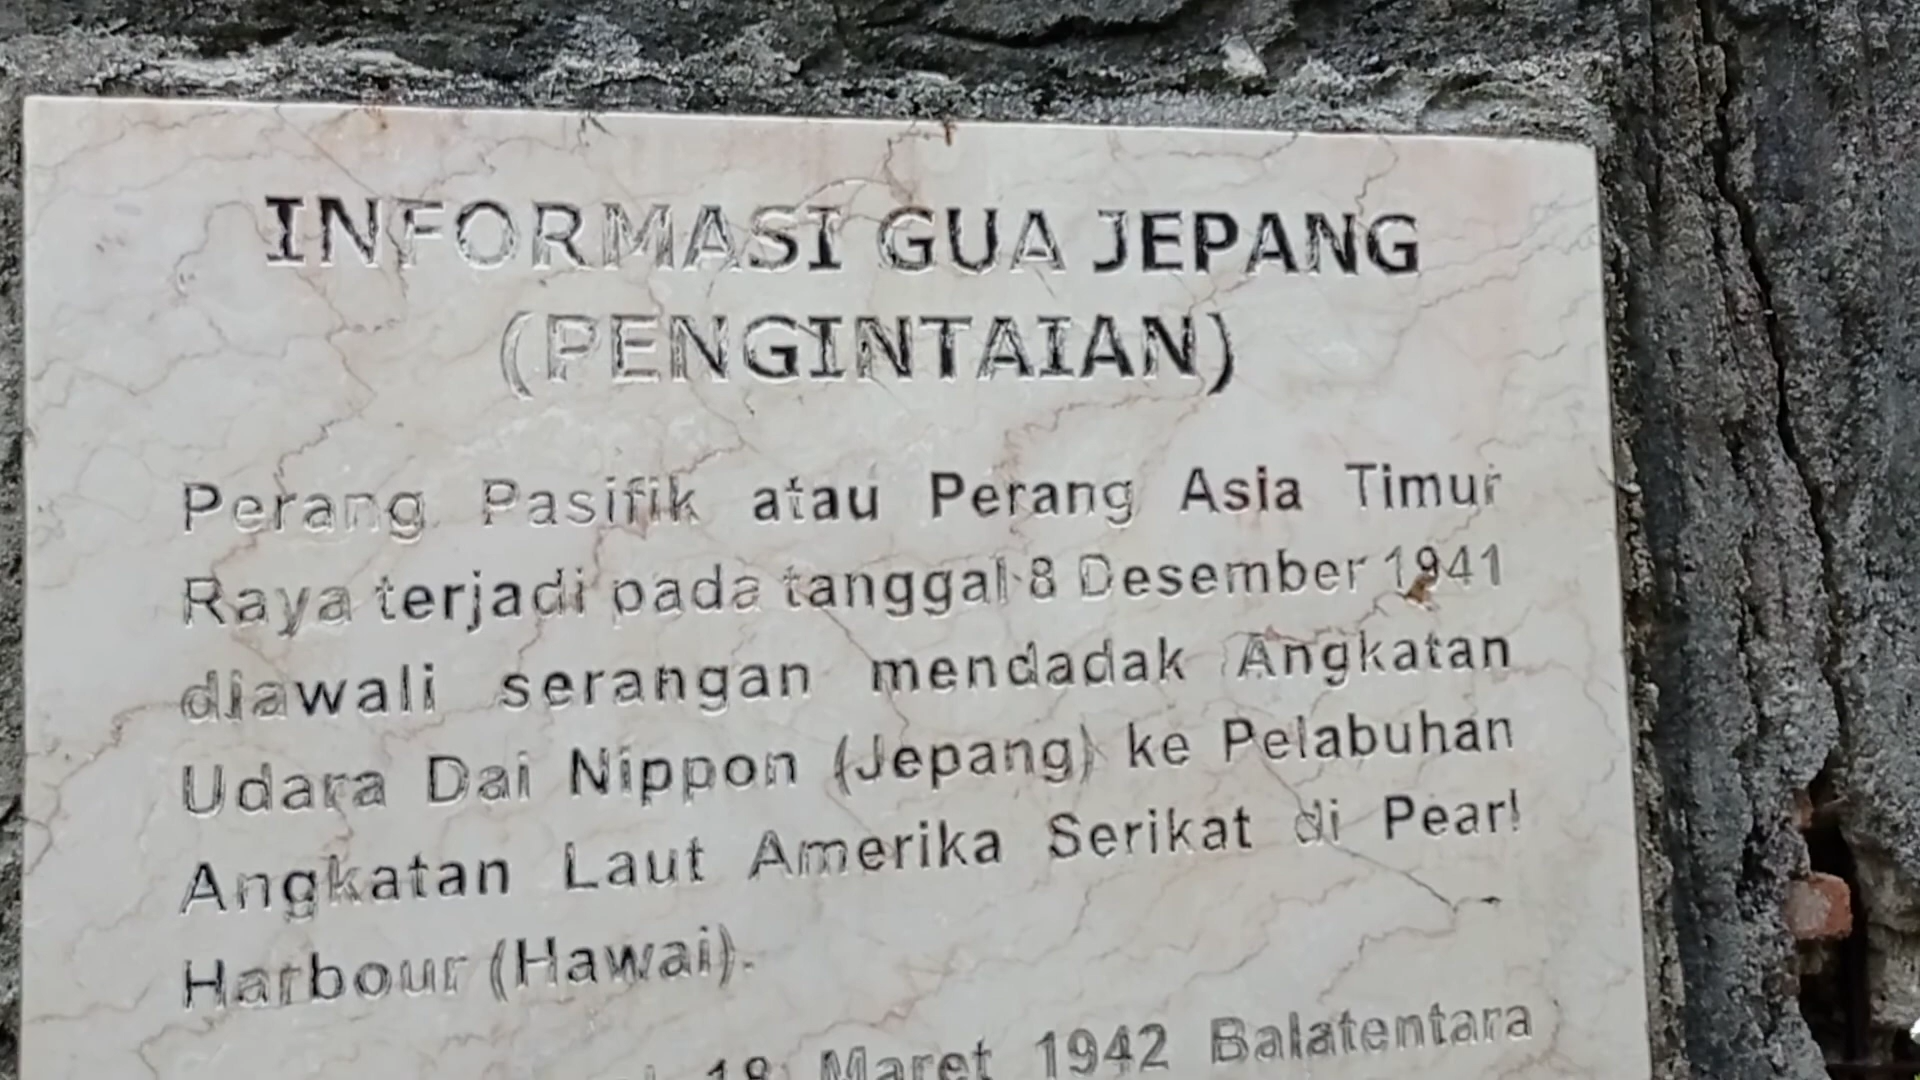 INFORMASI GUA JEPANG
(PENGINTAIAN)
Perang Pasifik atau Perang Asia Timur
Raya terjadi pada tanggal 8 Desember 1941
diawali serangan mendadak Angkatan
Udara Dai Nippon (Jepang) ke Pelabuhan
Angkatan Laut Amerika Serikat di Pearl
Harbour (Hawai).
18 Maret 1942 Balatentara